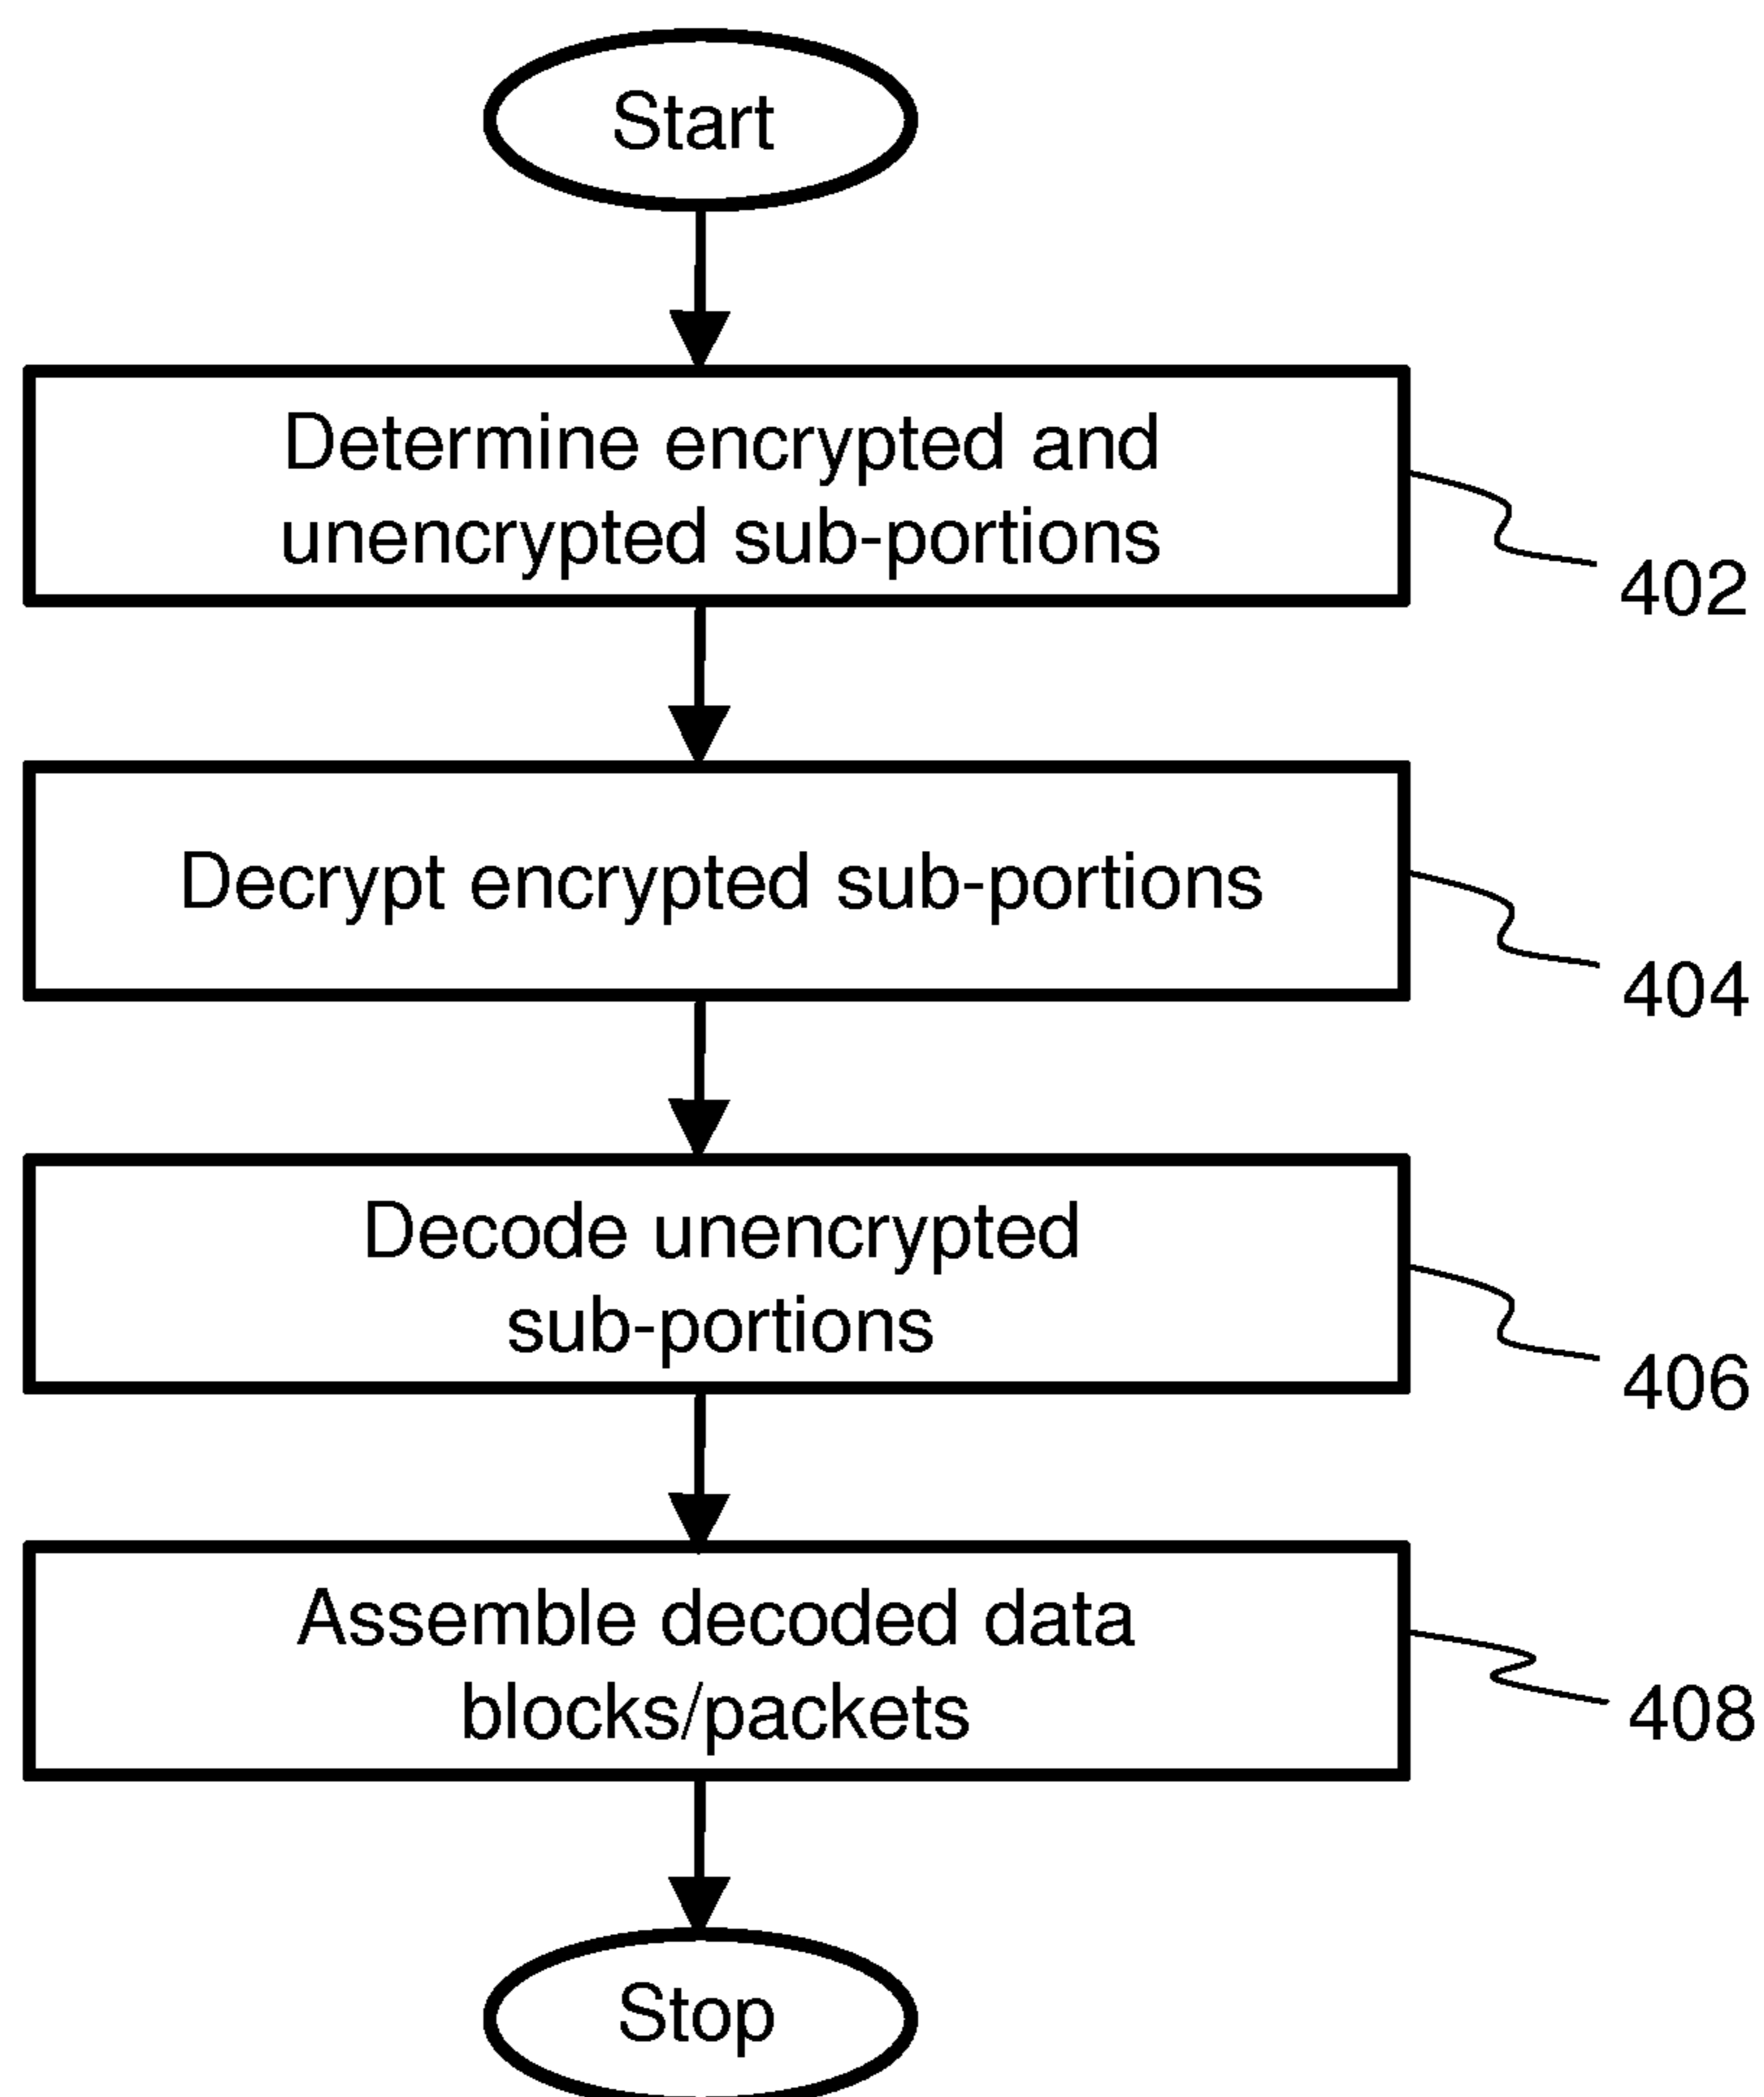 Start
Determine encrypted and
unencrypted sub-portions
402
Decrypt encrypted sub-portions
404
Decode unencrypted
sub-portions
406
Assemble decoded data
blocks/packets
408
Stop